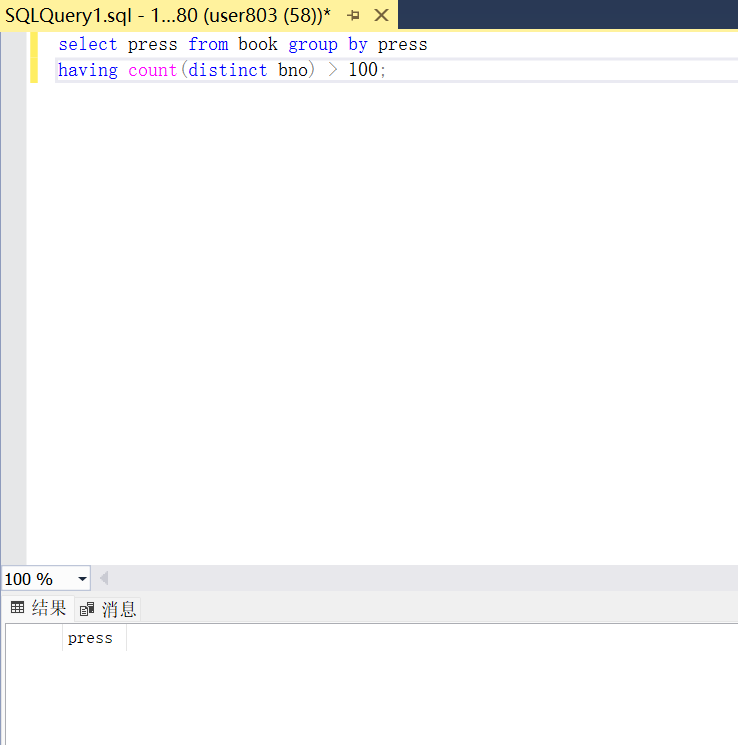 SQLQuery1.sql - 1...80 (user803 (58))*
select press from book group by press
having count(distinct bno) > 100;
100 %
结果 消息
press